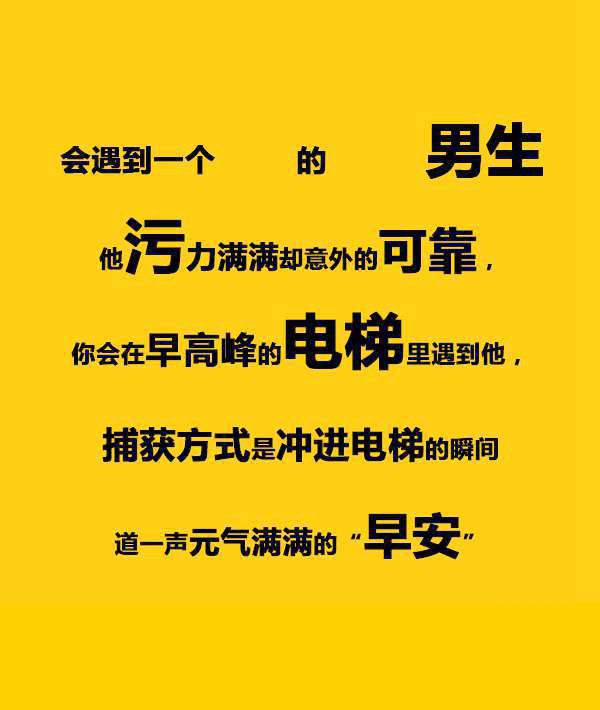 会遇到一个 的 男生
他污力满满却意外的可靠，
你会在早高峰的电梯里遇到他，
捕获方式是冲进电梯的瞬间
道一声元气满满的“早安”